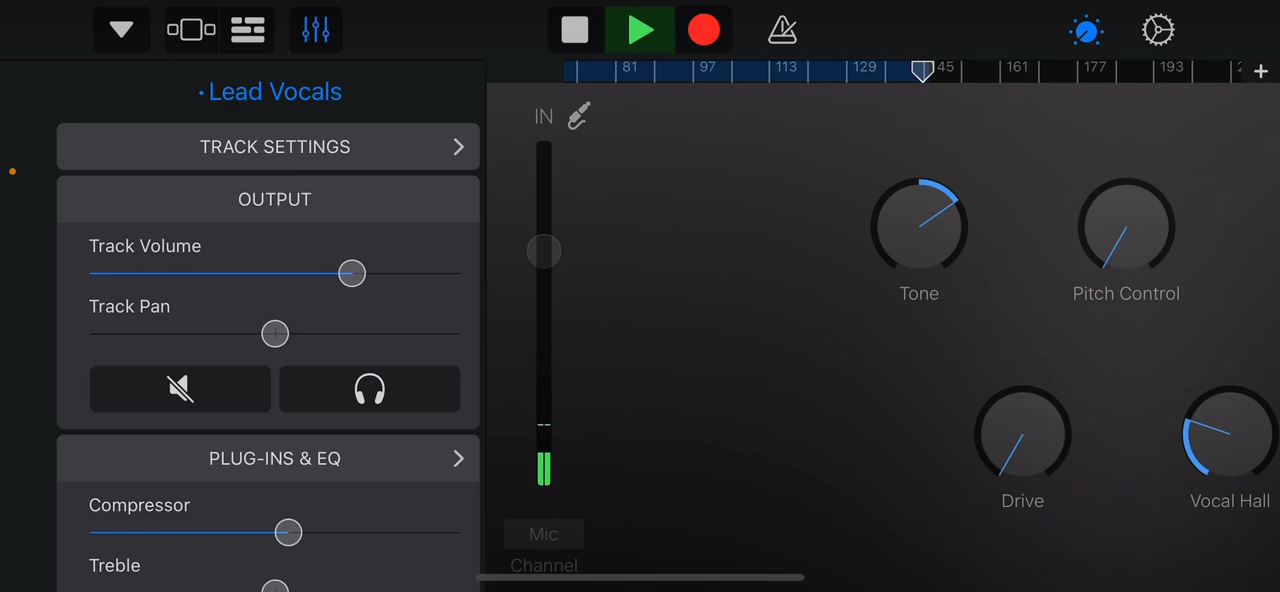 Lead Vocals
TRACK SETTINGS
OUTPUT
Track Volume
Track Pan
PLUG-INS & EQ
Compressor
Treble
81 97 113 129 45 161 177 193
IN
Tone
Pitch Control
Drive
Vocal Hall
Mic
Channel